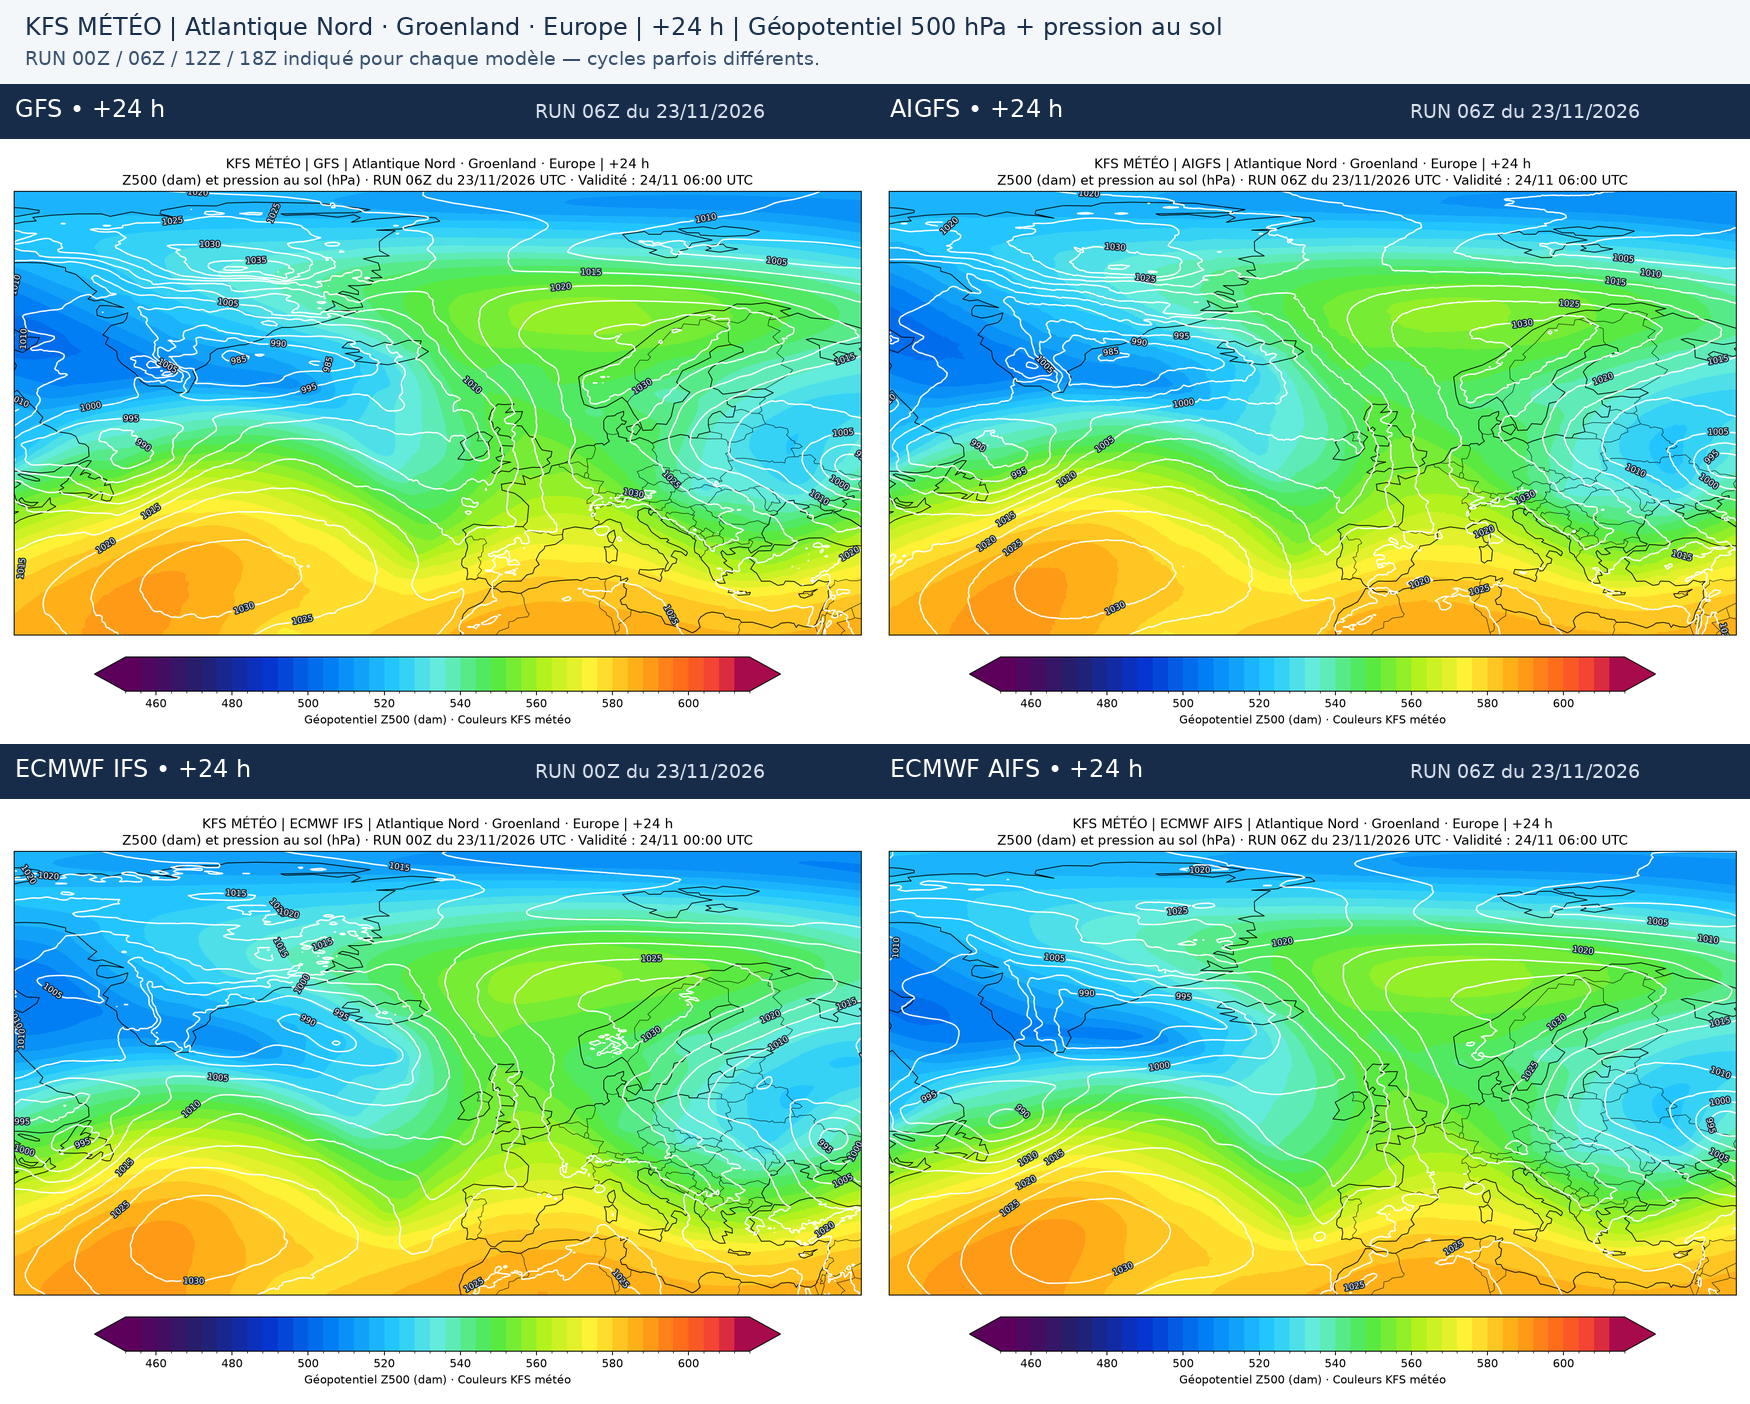 KFS MÉTÉO | Atlantique Nord · Groenland · Europe | +24 h | Géopotentiel 500 hPa + pression au sol
RUN 00Z / 06Z / 12Z / 18Z indiqué pour chaque modèle — cycles parfois différents.
GFS • +24 h
RUN 06Z du 23/11/2026
AIGFS • +24 h
RUN 06Z du 23/11/2026
KFS MÉTÉO | GFS | Atlantique Nord · Groenland · Europe | +24 h
Z500 (dam) et pression au sol (hPa) · RUN 06Z du 23/11/2026 UTC · Validité : 24/11 06:00 UTC
KFS MÉTÉO | AIGFS | Atlantique Nord · Groenland · Europe | +24 h
Z500 (dam) et pression au sol (hPa) · RUN 06Z du 23/11/2026 UTC · Validité : 24/11 06:00 UTC
460 480 500 520 540 560 580 600
Géopotentiel Z500 (dam) · Couleurs KFS météo
460 480 500 520 540 560 580 600
Géopotentiel Z500 (dam) · Couleurs KFS météo
ECMWF IFS • +24 h
RUN 00Z du 23/11/2026
ECMWF AIFS • +24 h
RUN 06Z du 23/11/2026
KFS MÉTÉO | ECMWF IFS | Atlantique Nord · Groenland · Europe | +24 h
Z500 (dam) et pression au sol (hPa) · RUN 00Z du 23/11/2026 UTC · Validité : 24/11 00:00 UTC
KFS MÉTÉO | ECMWF AIFS | Atlantique Nord · Groenland · Europe | +24 h
Z500 (dam) et pression au sol (hPa) · RUN 06Z du 23/11/2026 UTC · Validité : 24/11 06:00 UTC
460 480 500 520 540 560 580 600
Géopotentiel Z500 (dam) · Couleurs KFS météo
460 480 500 520 540 560 580 600
Géopotentiel Z500 (dam) · Couleurs KFS météo